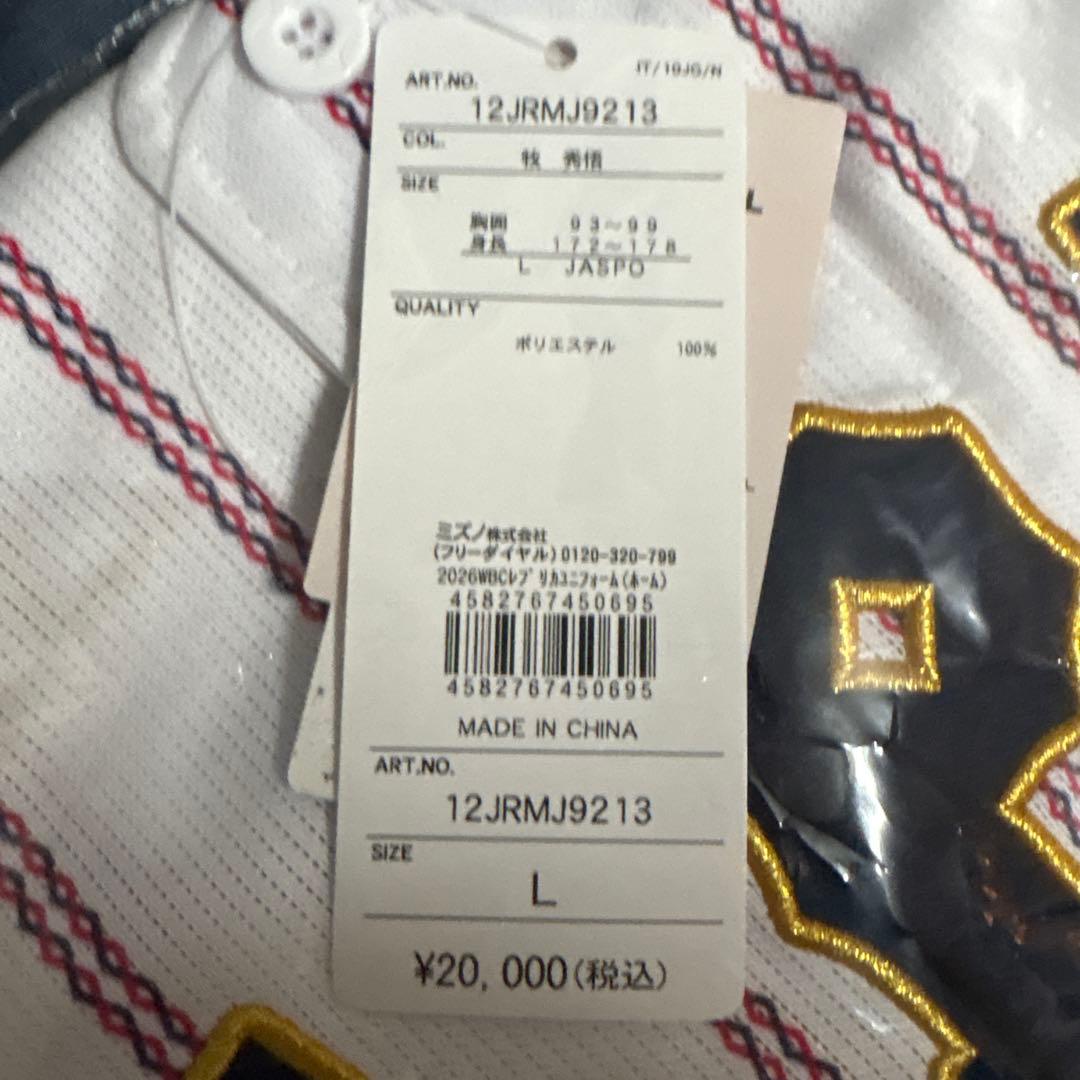 IT/19JG/N
ART.NO.
12JRMJ9213
COL.
牧 秀悟
SIZE
胸囲 93~99
身長 172~178
L JASPO
QUALITY
ポリエステル 100%
ミズノ株式会社
(フリーダイヤル)0120-320-799
2026WBCレプリカユニフォーム(ホーム)
4582767450695
4582767450695
MADE IN CHINA
ART.NO.
12JRMJ9213
SIZE
L
¥20,000(税込)
L